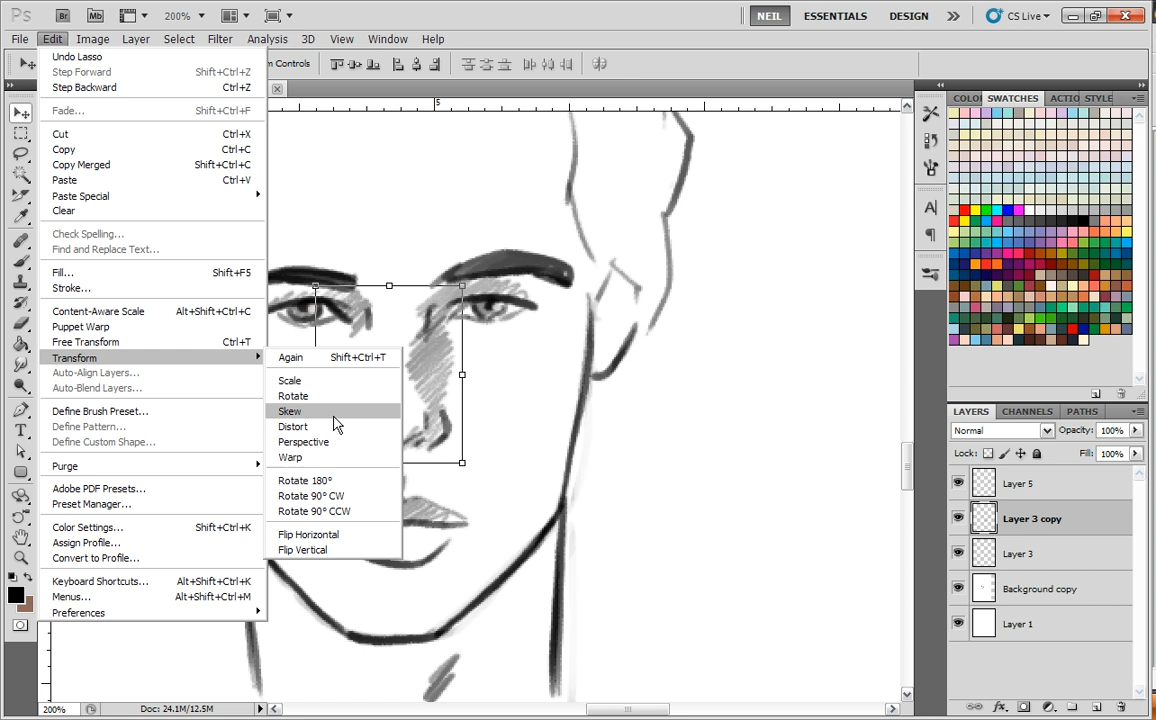 Ps Br Mb 200% NEIL ESSENTIALS DESIGN CS Live
File Edit Image Layer Select Filter Analysis 3D View Window Help
m Controls
Undo Lasso
Step Forward Shift+Ctrl+Z
Step Backward Ctrl+Z
Fade... Shift+Ctrl+F
Cut Ctrl+X
Copy Ctrl+C
Copy Merged Shift+Ctrl+C
Paste Ctrl+V
Paste Special
Clear
Check Spelling...
Find and Replace Text...
Fill... Shift+F5
Stroke...
Content-Aware Scale Alt+Shift+Ctrl+C
Puppet Warp
Free Transform Ctrl+T
Transform
Auto-Align Layers...
Auto-Blend Layers...
Define Brush Preset...
Define Pattern...
Define Custom Shape...
Purge
Adobe PDF Presets...
Preset Manager...
Color Settings... Shift+Ctrl+K
Assign Profile...
Convert to Profile...
Keyboard Shortcuts... Alt+Shift+Ctrl+K
Menus... Alt+Shift+Ctrl+M
Preferences
Again Shift+Ctrl+T
Scale
Rotate
Skew
Distort
Perspective
Warp
Rotate 180°
Rotate 90° CW
Rotate 90° CCW
Flip Horizontal
Flip Vertical
5
COLO SWATCHES ACTIO STYLE
LAYERS CHANNELS PATHS
Normal Opacity: 100%
Lock: Fill: 100%
Layer 5
Layer 3 copy
Layer 3
Background copy
Layer 1
200% Doc: 24.1M/12.5M